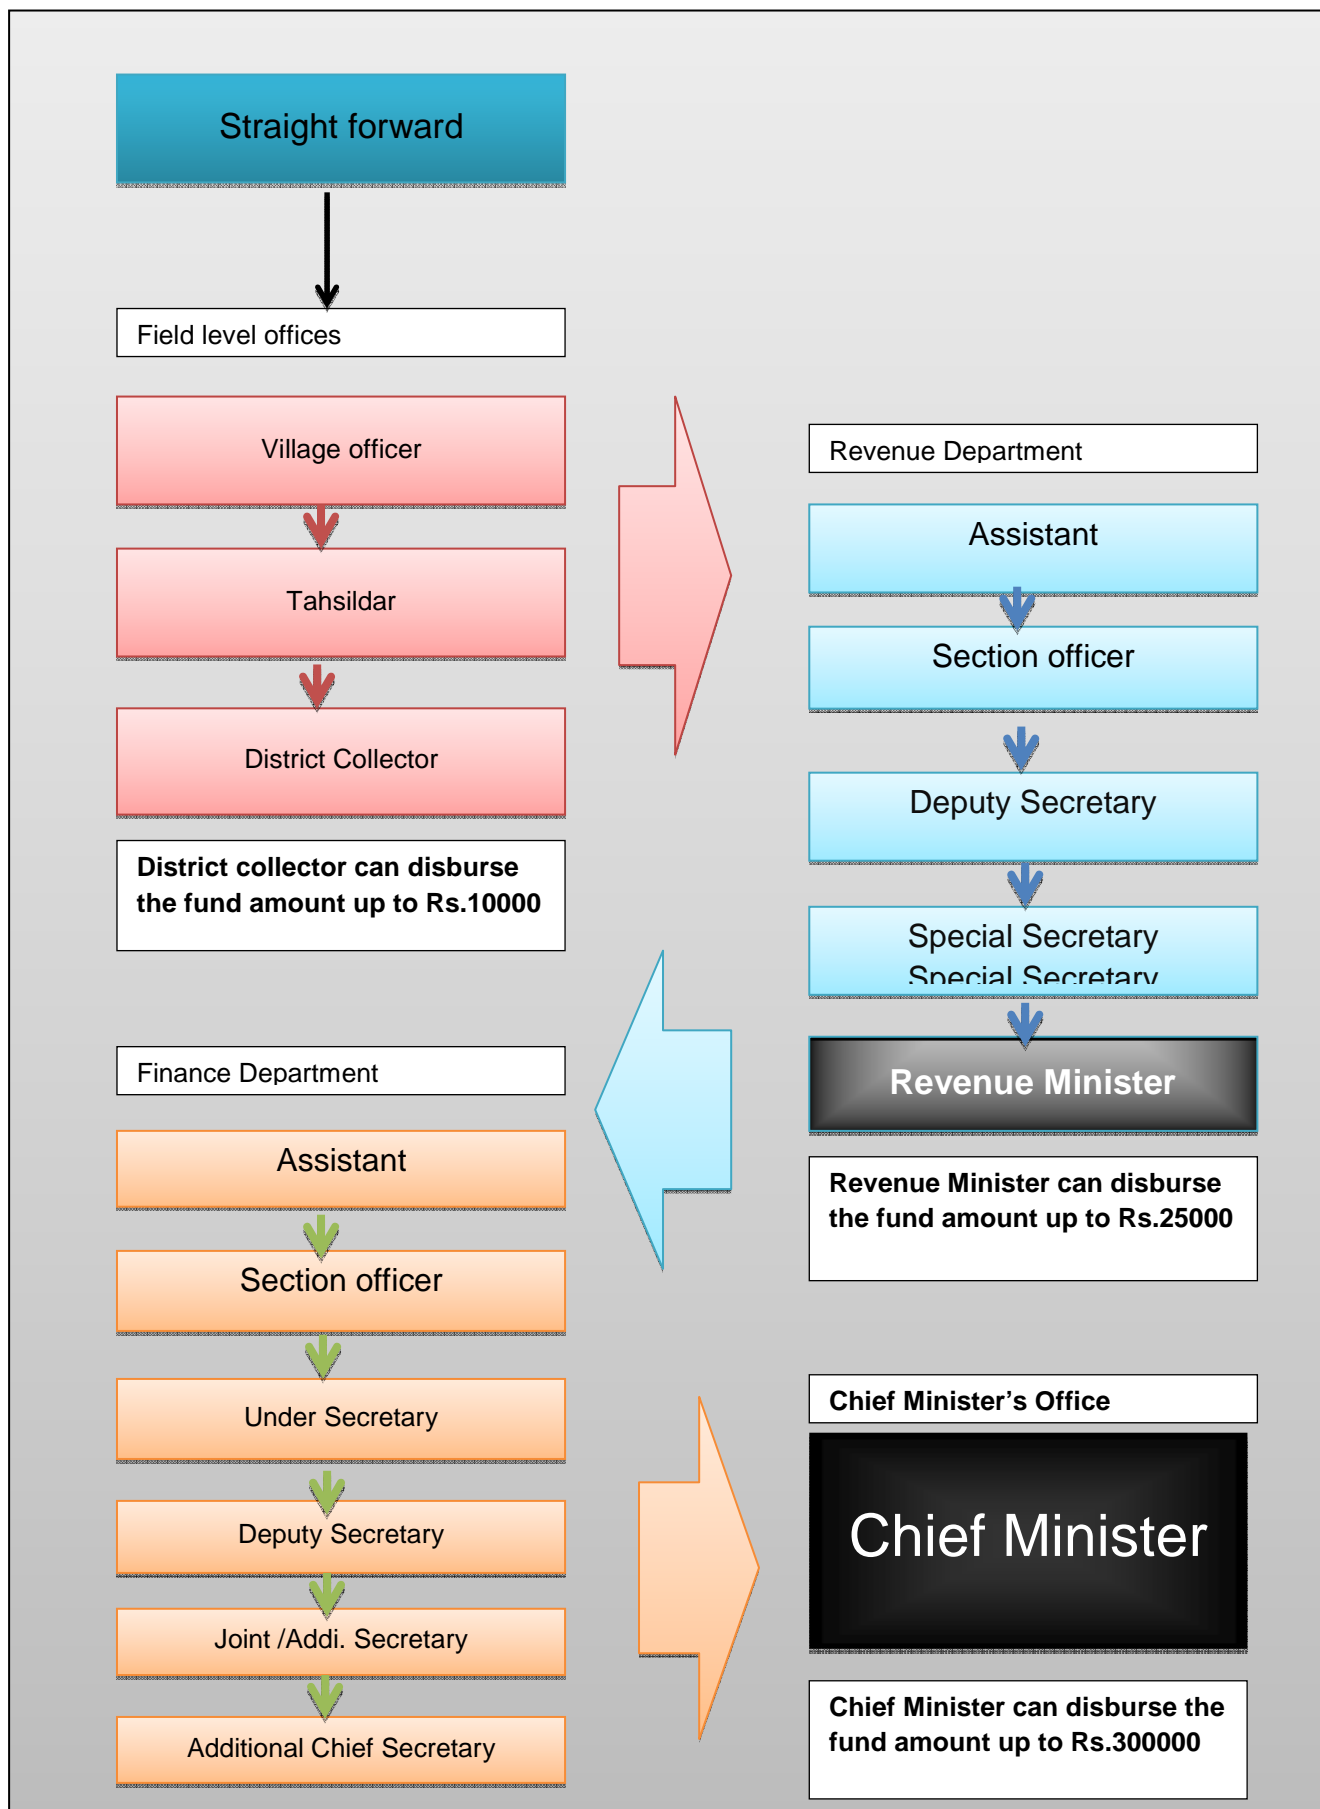 Straight forward
Field level offices
Village officer
Tahsildar
District Collector
District collector can disburse
the fund amount up to Rs.10000
Revenue Department
Assistant
Section officer
Deputy Secretary
Special Secretary
Special Secretary
Revenue Minister
Revenue Minister can disburse
the fund amount up to Rs.25000
Finance Department
Assistant
Section officer
Under Secretary
Deputy Secretary
Joint /Addi. Secretary
Additional Chief Secretary
Chief Minister’s Office
Chief Minister
Chief Minister can disburse the
fund amount up to Rs.300000